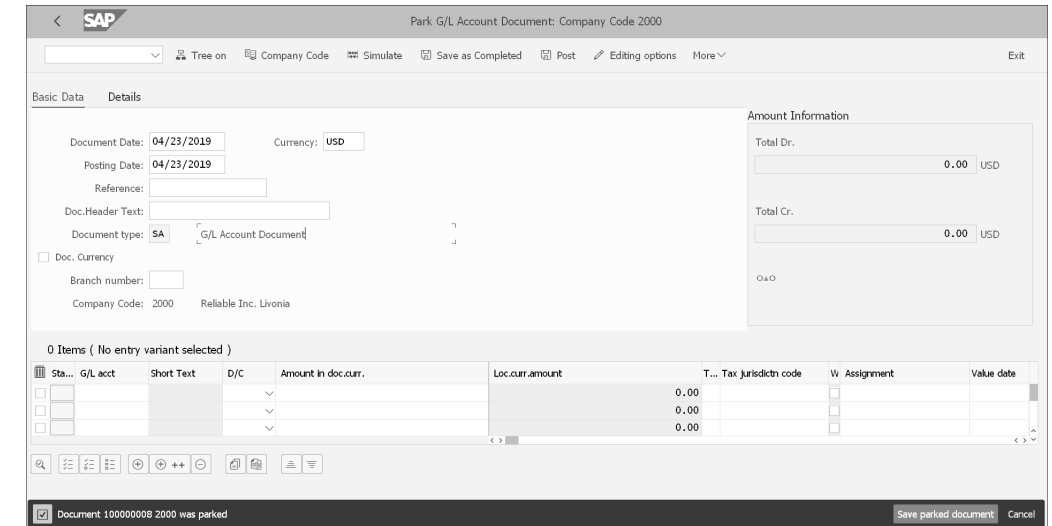 SAP
Park G/L Account Document: Company Code 2000
Tree on Company Code Simulate Save as Completed Post Editing options More Exit
Basic Data Details
Amount Information
Document Date: 04/23/2019 Currency: USD
Total Dr.
Posting Date: 04/23/2019
0.00 USD
Reference:
Doc.Header Text:
Total Cr.
Document type: SA G/L Account Document
0.00 USD
Doc. Currency
Branch number:
Company Code: 2000 Reliable Inc. Livonia
0 Items ( No entry variant selected )
Sta... G/L acct Short Text D/C Amount in doc.curr. Loc.curr.amount T... Tax jurisdictn code W Assignment Value date
0.00
0.00
0.00
Document 100000008 2000 was parked Save parked document Cancel